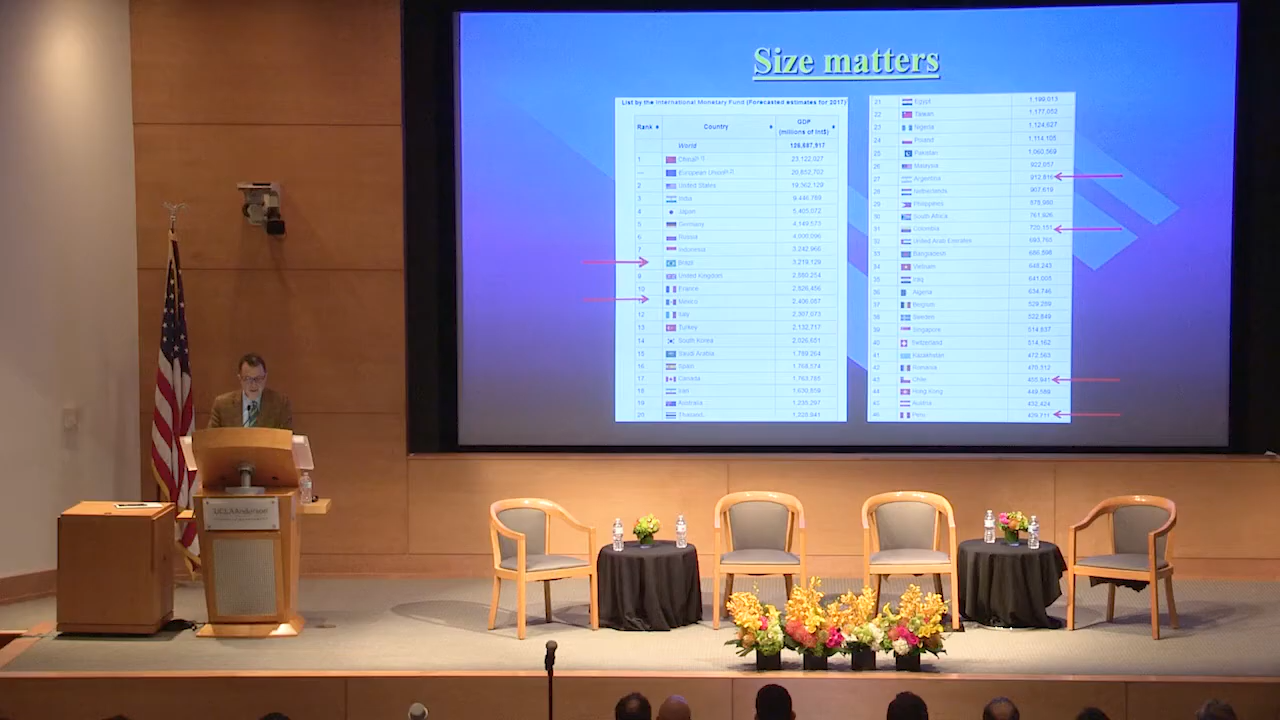 Size matters
List by the International Monetary Fund (Forecasted estimates for 2017)
Rank Country GDP (millions of Int$)
World 126,687,917
1 China 23,122,027
— European Union 20,852,702
2 United States 19,362,129
3 India 9,446,789
4 Japan 5,405,072
5 Germany 4,149,573
6 Russia 4,000,096
7 Indonesia 3,242,966
8 Brazil 3,219,129
9 United Kingdom 2,880,254
10 France 2,826,456
Mexico 2,406,087
12 Italy 2,307,073
13 Turkey 2,132,717
14 South Korea 2,026,651
15 Saudi Arabia 1,789,264
16 Spain 1,768,574
17 Canada 1,763,785
18 Iran 1,630,859
19 Australia 1,235,297
20 Thailand 1,226,941
21 Egypt 1,199,013
22 Taiwan 1,177,052
23 Nigeria 1,124,627
24 Poland 1,114,105
25 Pakistan 1,060,569
26 Malaysia 922,057
27 Argentina 912,816
28 Netherlands 907,619
29 Philippines
30 South Africa 761,926
31 Colombia 720,151
32 United Arab Emirates 693,765
33 Bangladesh 686,598
34 Vietnam 648,243
35 Iraq
36 Algeria 634,746
37 Belgium 529,209
38 Sweden 522,849
39 Singapore 514,837
40 Switzerland 514,162
41 Kazakhstan 472,563
42 Romania 470,312
43 Chile 455,941
44 Hong Kong 449,589
45 Austria 432,424
46 Peru 429,711
UCLA Anderson